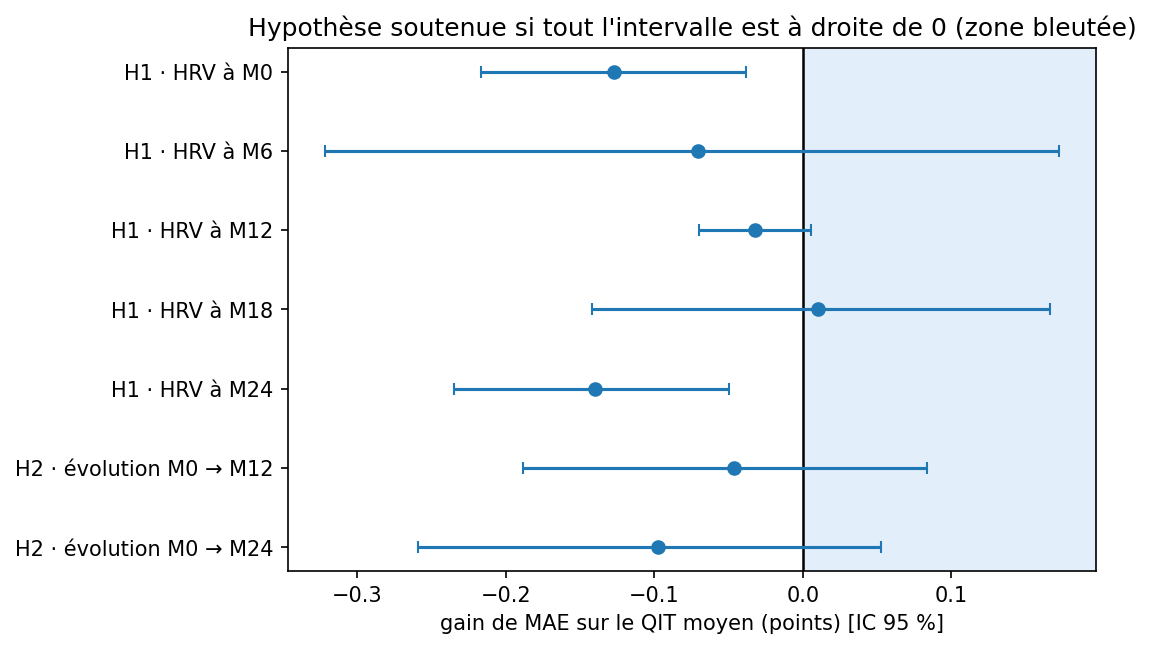 Hypothèse soutenue si tout l'intervalle est à droite de 0 (zone bleutée)
H1 · HRV à M0
H1 · HRV à M6
H1 · HRV à M12
H1 · HRV à M18
H1 · HRV à M24
H2 · évolution M0 → M12
H2 · évolution M0 → M24
−0.3 −0.2 −0.1 0.0 0.1
gain de MAE sur le QIT moyen (points) [IC 95 %]